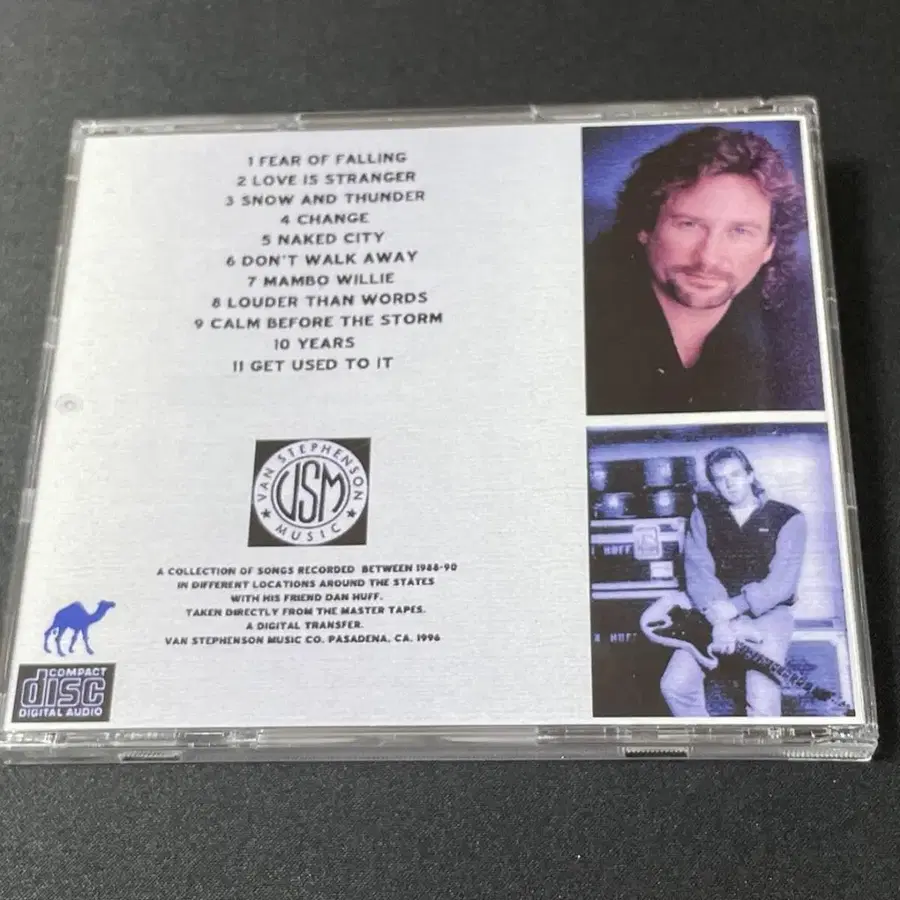 1 FEAR OF FALLING
2 LOVE IS STRANGER
3 SNOW AND THUNDER
4 CHANGE
5 NAKED CITY
6 DON'T WALK AWAY
7 MAMBO WILLIE
8 LOUDER THAN WORDS
9 CALM BEFORE THE STORM
10 YEARS
11 GET USED TO IT
VAN STEPHENSON
VSM
MUSIC
A COLLECTION OF SONGS RECORDED BETWEEN 1988-90
IN DIFFERENT LOCATIONS AROUND THE STATES
WITH HIS FRIEND DAN HUFF.
TAKEN DIRECTLY FROM THE MASTER TAPES.
A DIGITAL TRANSFER.
VAN STEPHENSON MUSIC CO. PASADENA, CA. 1996
COMPACT
disc
DIGITAL AUDIO
HUFF
HUFF